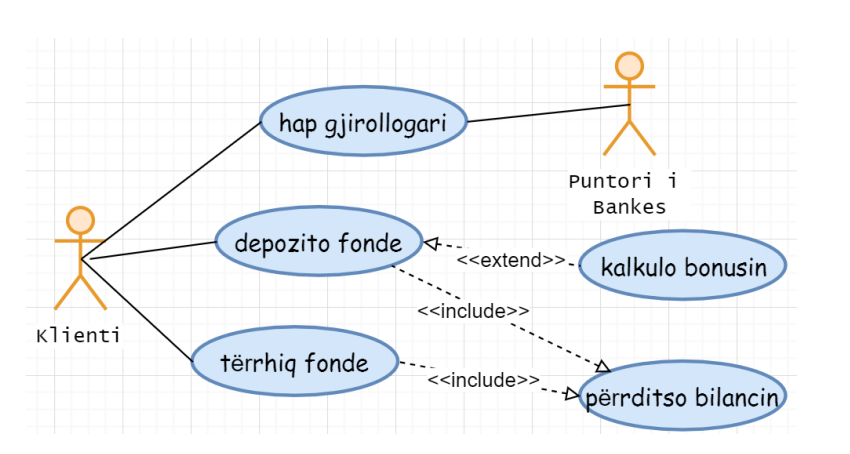 hap gjirollogari
Puntori i
Bankes
depozito fonde
<<extend>>
kalkulo bonusin
<<include>>
Klienti
tërrhiq fonde
<<include>>
përrditso bilancin